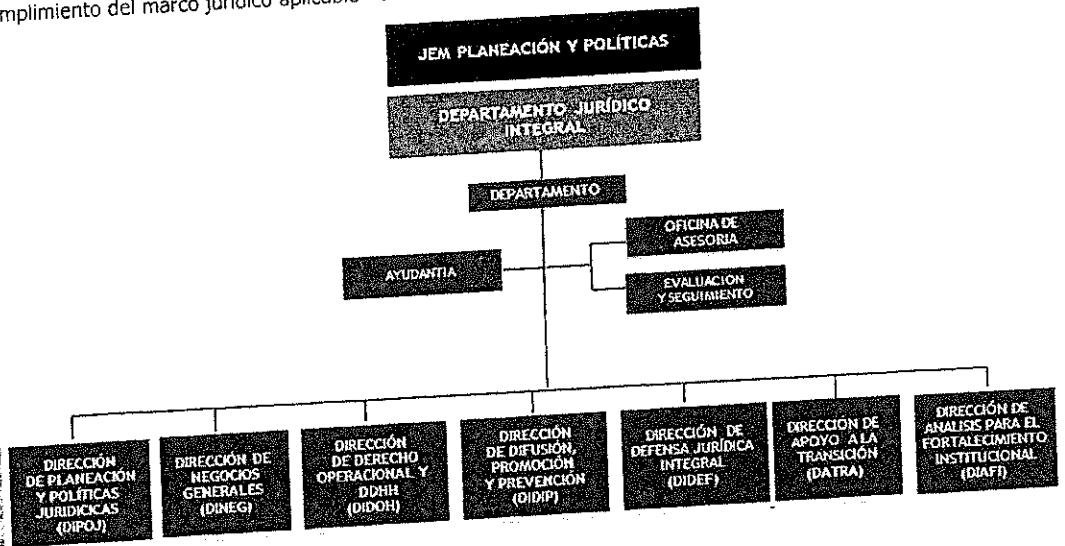 mplimiento del marco jurídico aplicable
JEM PLANEACIÓN Y POLÍTICAS
DEPARTAMENTO JURÍDICO
INTEGRAL
DEPARTAMENTO
OFICINA DE
ASESORIA
AYUDANTIA
EVALUACION
Y SEGUIMIENTO
DIRECCIÓN
DE PLANEACIÓN
Y POLÍTICAS
JURIDICICAS
(DIPOJ)
DIRECCIÓN DE
NEGOCIOS
GENERALES
(DINEG)
DIRECCIÓN
DE DERECHO
OPERACIONAL Y
DDHH
(DIDOH)
DIRECCIÓN
DE DIFUSIÓN,
PROMOCIÓN
Y PREVENCIÓN
(DIDIP)
DIRECCIÓN DE
DEFENSA JURÍDICA
INTEGRAL
(DIDEF)
DIRECCION DE
APOYO A LA
TRANSICIÓN
(DATRA)
DIRECCIÓN DE
ANALISIS PARA EL
FORTALECIMIENTO
INSTITUCIONAL
(DIAFI)